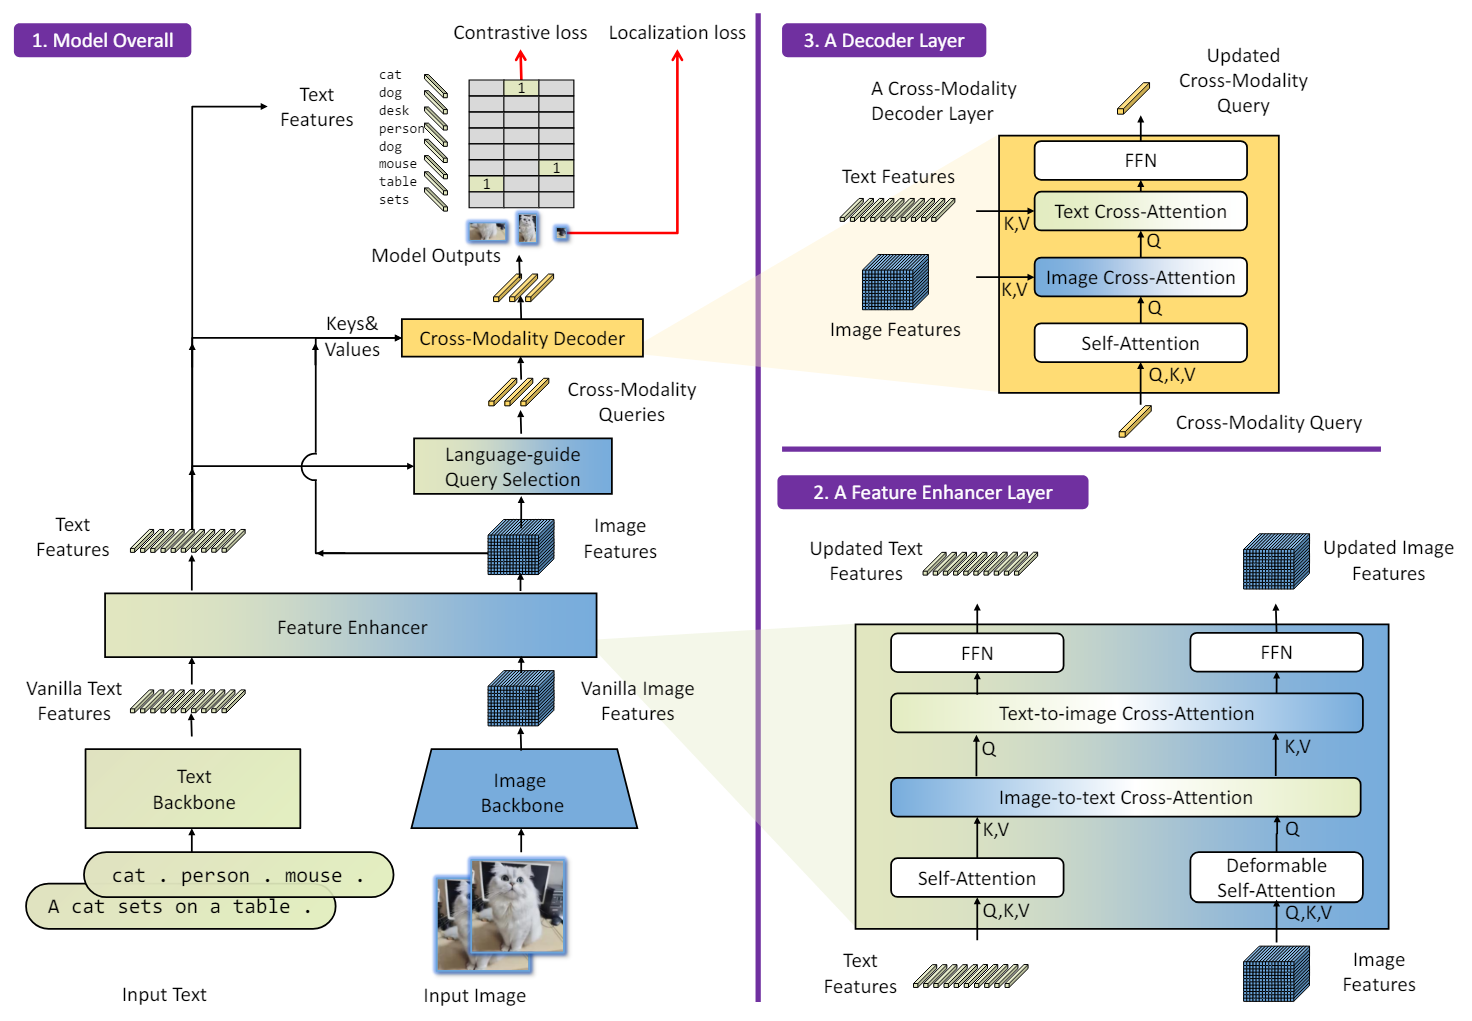 1. Model Overall
Contrastive loss
Localization loss
Text
Features
cat
dog
desk
person
dog
mouse
table
sets
1
1
1
Model Outputs
Keys&
Values
Cross-Modality Decoder
Cross-Modality
Queries
Language-guide
Query Selection
Text
Features
Image
Features
Feature Enhancer
Vanilla Text
Features
Vanilla Image
Features
Text
Backbone
Image
Backbone
cat . person . mouse .
A cat sets on a table .
Input Text
Input Image
3. A Decoder Layer
Updated
Cross-Modality
Query
A Cross-Modality
Decoder Layer
FFN
Text Features
Text Cross-Attention
K,V
Q
Image Cross-Attention
K,V
Q
Image Features
Self-Attention
Q,K,V
Cross-Modality Query
2. A Feature Enhancer Layer
Updated Text
Features
Updated Image
Features
FFN
FFN
Text-to-image Cross-Attention
Q
K,V
Image-to-text Cross-Attention
K,V
Q
Self-Attention
Deformable
Self-Attention
Q,K,V
Q,K,V
Text
Features
Image
Features